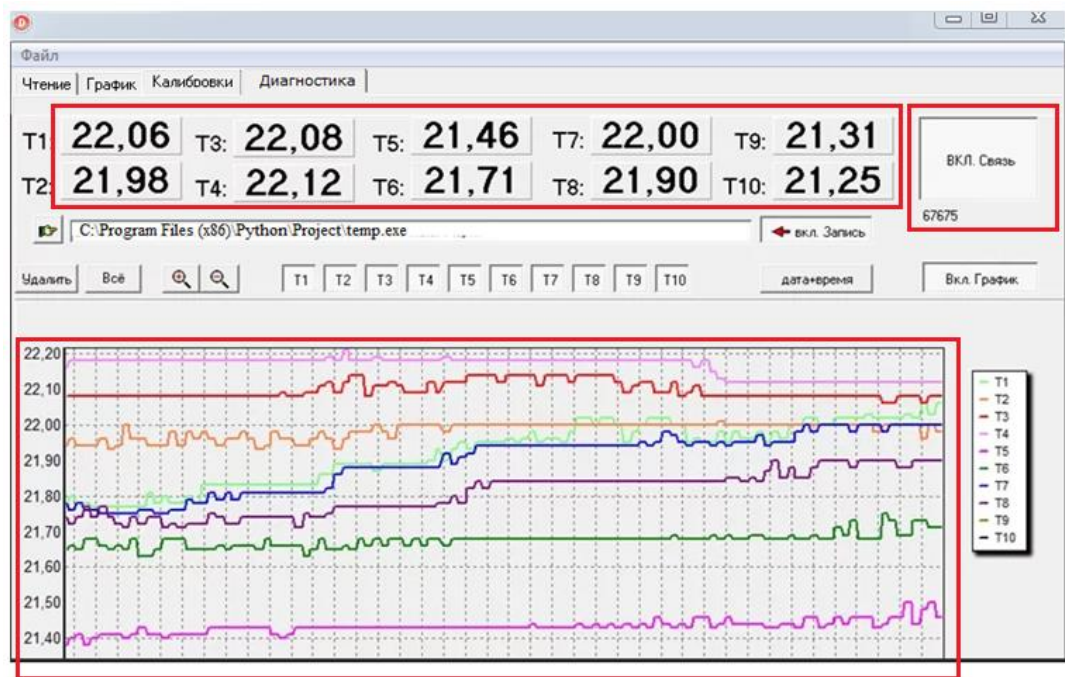 D
Файл
Чтение График Калибровки Диагностика
T1: 22,06 T3: 22,08 T5: 21,46 T7: 22,00 T9: 21,31
T2: 21,98 T4: 22,12 T6: 21,71 T8: 21,90 T10: 21,25
ВКЛ. Связь
67675
C:\Program Files (x86)\Python\Project\temp.exe
вкл. Запись
Удалить Всё T1 T2 T3 T4 T5 T6 T7 T8 T9 T10 дата+время Вкл. График
22,20
22,10
22,00
21,90
21,80
21,70
21,60
21,50
21,40
T1
T2
T3
T4
T5
T6
T7
T8
T9
T10